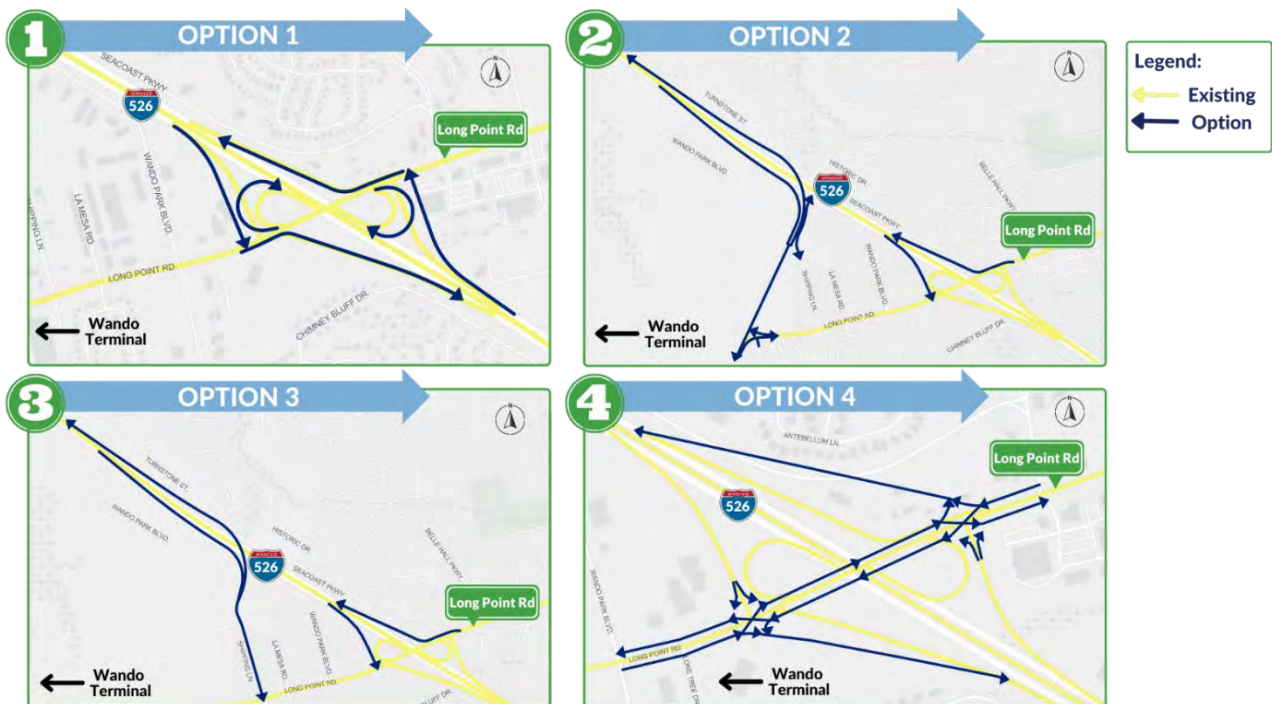 1
OPTION 1
N
SEACOAST PKWY
526
Long Point Rd
WANDO PARK BLVD.
LA MESA RD.
SHIPPING LN.
LONG POINT RD.
CHIMNEY BLUFF DR.
Wando
Terminal
2
OPTION 2
N
TURNSTONE ST.
WANDO PARK BLVD.
HISTORIC DR.
526
SEACOAST PKWY
BELLE HALL PKWY
Long Point Rd
SHIPPING LN.
LA MESA RD.
WANDO PARK BLVD.
LONG POINT RD.
CHIMNEY BLUFF DR.
Wando
Terminal
Legend:
Existing
Option
3
OPTION 3
N
TURNSTONE ST.
WANDO PARK BLVD.
HISTORIC DR
526
SEACOAST PKWY
BELLE HALL PKWY
Long Point Rd
SHIPPING LN.
LA MESA RD.
WANDO PARK BLVD.
LONG POINT RD.
BLUFF DR.
Wando
Terminal
4
OPTION 4
N
ANTEBELLUM LN.
Long Point Rd
526
WANDO PARK BLVD.
LONG POINT RD.
LONE TREE DR.
Wando
Terminal